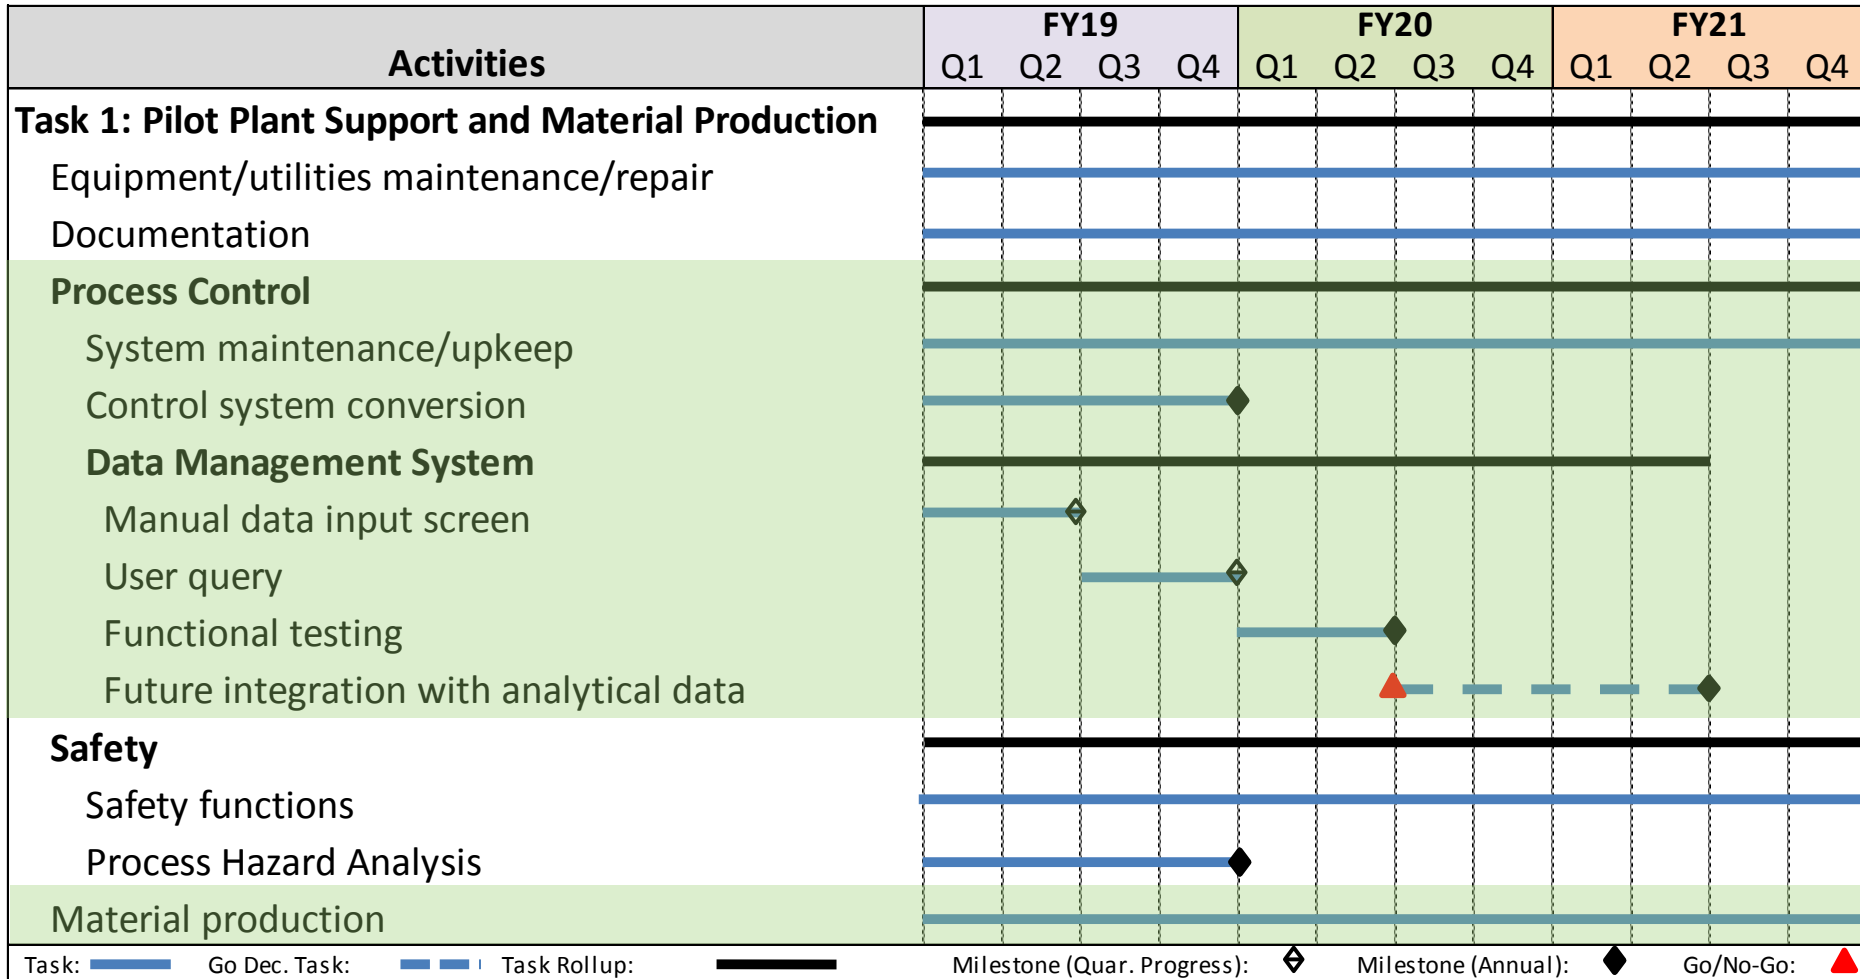 FY19 FY20 FY21
Activities Q1 Q2 Q3 Q4 Q1 Q2 Q3 Q4 Q1 Q2 Q3 Q4
Task 1: Pilot Plant Support and Material Production
Equipment/utilities maintenance/repair
Documentation
Process Control
System maintenance/upkeep
Control system conversion
Data Management System
Manual data input screen
User query
Functional testing
Future integration with analytical data
Safety
Safety functions
Process Hazard Analysis
Material production
Task: Go Dec. Task: Task Rollup: Milestone (Quar. Progress): Milestone (Annual): Go/No-Go: